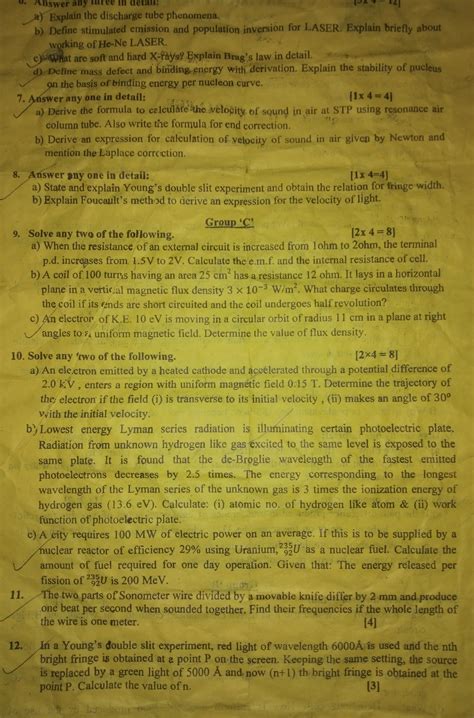 6. Answer any three in detail: [3x 4 = 12]
a) Explain the discharge tube phenomena.
b) Define stimulated emission and population inversion for LASER. Explain briefly about
working of He-Ne LASER.
c) What are soft and hard X-rays? Explain Brag's law in detail.
d) Define mass defect and binding energy with derivation. Explain the stability of nucleus
on the basis of binding energy per nucleon curve.
7. Answer any one in detail: [1x 4 = 4]
a) Derive the formula to calculate the velocity of sound in air at STP using resonance air
column tube. Also write the formula for end correction.
b) Derive an expression for calculation of velocity of sound in air given by Newton and
mention the Laplace correction.
8. Answer any one in detail: [1x 4=4]
a) State and explain Young's double slit experiment and obtain the relation for fringe width.
b) Explain Foucault's method to derive an expression for the velocity of light.
Group 'C'
9. Solve any two of the following. [2x 4 = 8]
a) When the resistance of an external circuit is increased from 1ohm to 2ohm, the terminal
p.d. increases from 1.5V to 2V. Calculate the e.m.f. and the internal resistance of cell.
b) A coil of 100 turns having an area 25 cm² has a resistance 12 ohm. It lays in a horizontal
plane in a vertical magnetic flux density 3 × 10⁻³ W/m². What charge circulates through
the coil if its ends are short circuited and the coil undergoes half revolution?
c) An electron of K.E. 10 eV is moving in a circular orbit of radius 11 cm in a plane at right
angles to a uniform magnetic field. Determine the value of flux density.
10. Solve any two of the following. [2×4 = 8]
a) An electron emitted by a heated cathode and accelerated through a potential difference of
2.0 kV , enters a region with uniform magnetic field 0.15 T. Determine the trajectory of
the electron if the field (i) is transverse to its initial velocity , (ii) makes an angle of 30⁰
with the initial velocity.
b) Lowest energy Lyman series radiation is illuminating certain photoelectric plate.
Radiation from unknown hydrogen like gas excited to the same level is exposed to the
same plate. It is found that the de-Broglie wavelength of the fastest emitted
photoelectrons decreases by 2.5 times. The energy corresponding to the longest
wavelength of the Lyman series of the unknown gas is 3 times the ionization energy of
hydrogen gas (13.6 eV). Calculate: (i) atomic no. of hydrogen like atom & (ii) work
function of photoelectric plate.
c) A city requires 100 MW of electric power on an average. If this is to be supplied by a
nuclear reactor of efficiency 29% using Uranium, ²³⁵₉₂U as a nuclear fuel. Calculate the
amount of fuel required for one day operation. Given that: The energy released per
fission of ²³⁵₉₂U is 200 MeV.
11. The two parts of Sonometer wire divided by a movable knife differ by 2 mm and produce
one beat per second when sounded together. Find their frequencies if the whole length of
the wire is one meter. [4]
12. In a Young's double slit experiment, red light of wavelength 6000Å is used and the nth
bright fringe is obtained at a point P on the screen. Keeping the same setting, the source
is replaced by a green light of 5000 Å and now (n+1) th bright fringe is obtained at the
point P. Calculate the value of n. [3]